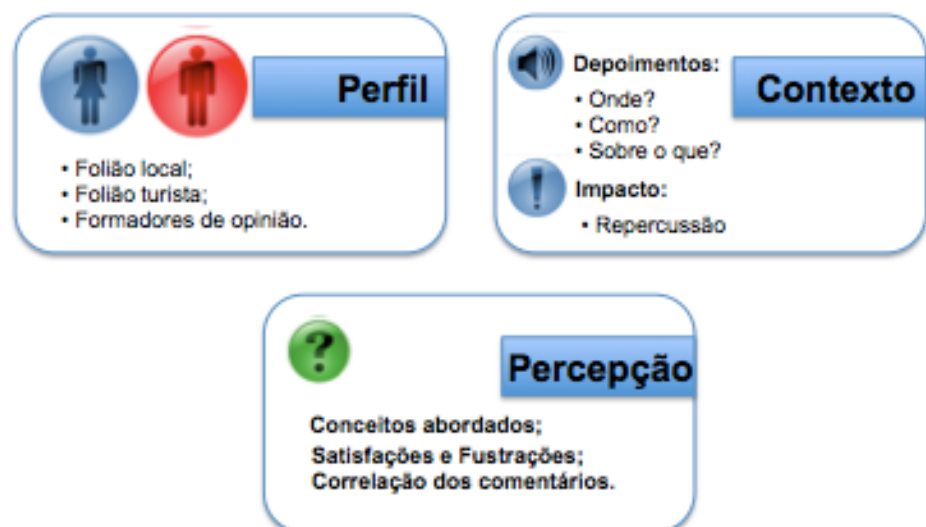 Perfil
• Folião local;
• Folião turista;
• Formadores de opinião.
Contexto
Depoimentos:
• Onde?
• Como?
• Sobre o que?
Impacto:
• Repercussão
?
Percepção
Conceitos abordados;
Satisfações e Fustrações;
Correlação dos comentários.